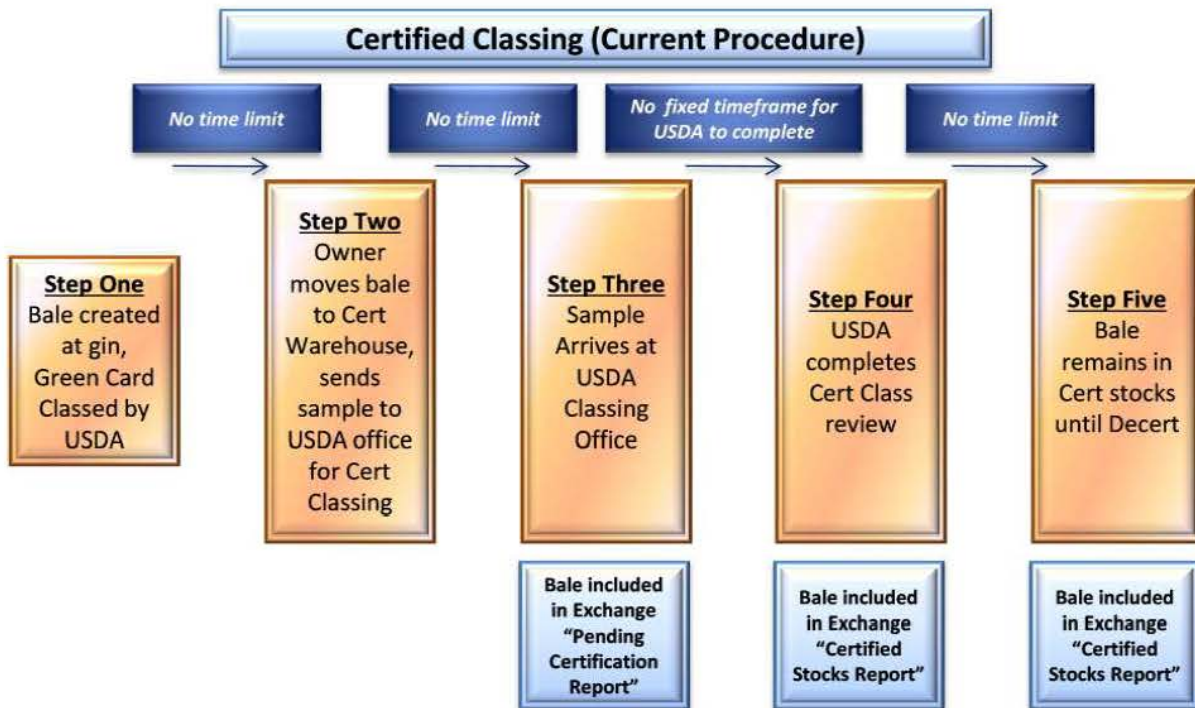 Certified Classing (Current Procedure)
No time limit
No time limit
No fixed timeframe for
USDA to complete
No time limit
Step One
Bale created
at gin,
Green Card
Classed by
USDA
Step Two
Owner
moves bale
to Cert
Warehouse,
sends
sample to
USDA office
for Cert
Classing
Step Three
Sample
Arrives at
USDA
Classing
Office
Step Four
USDA
completes
Cert Class
review
Step Five
Bale
remains in
Cert stocks
until Decert
Bale included
in Exchange
“Pending
Certification
Report”
Bale included
in Exchange
“Certified
Stocks Report”
Bale included
in Exchange
“Certified
Stocks Report”